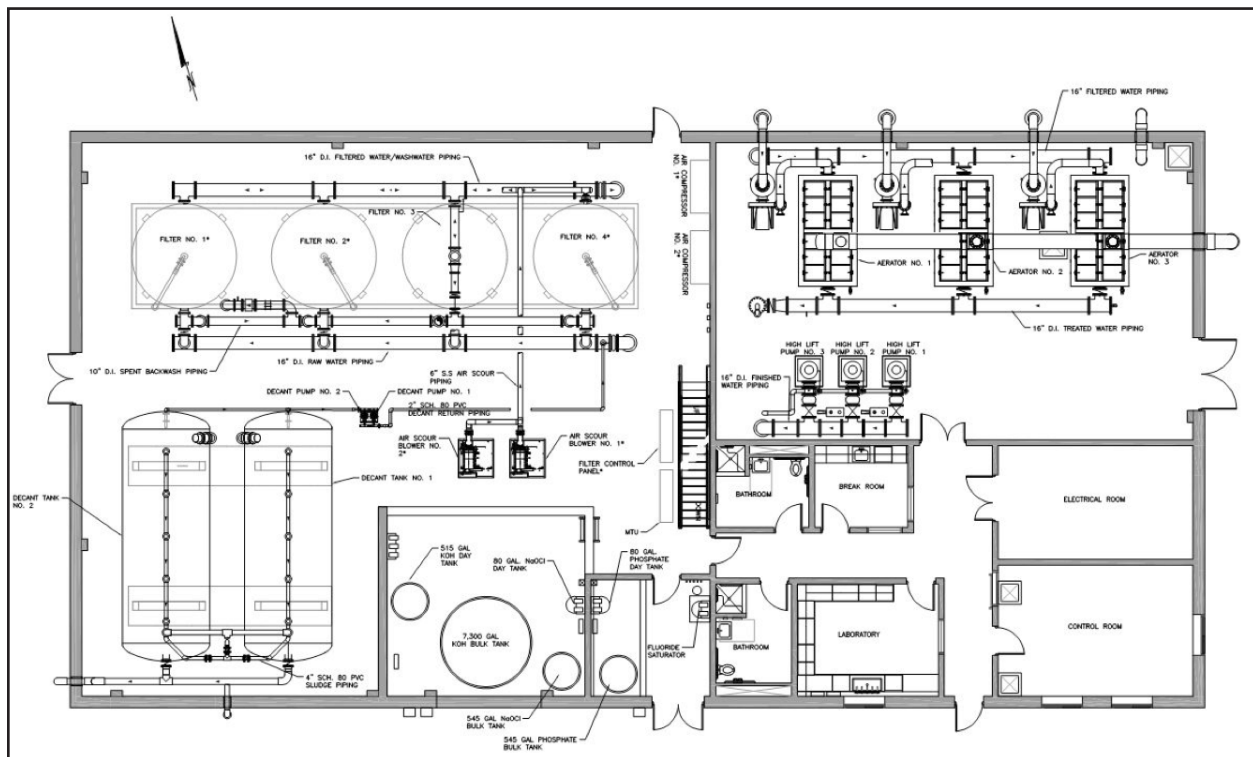 N
16" FILTERED WATER PIPING
16" D.I. FILTERED WATER/WASHWATER PIPING
AIR COMPRESSOR
NO. 1*
FILTER NO. 3
FILTER NO. 1*
FILTER NO. 2*
FILTER NO. 4*
AIR COMPRESSOR
NO. 2*
AERATOR NO. 1
AERATOR NO. 2
AERATOR
NO. 3
16" D.I. TREATED WATER PIPING
10" D.I. SPENT BACKWASH PIPING
16" D.I. RAW WATER PIPING
HIGH LIFT
PUMP NO. 3
HIGH LIFT
PUMP NO. 2
HIGH LIFT
PUMP NO. 1
6" S.S AIR SCOUR
PIPING
16" D.I. FINISHED
WATER PIPING
DECANT PUMP NO. 2
DECANT PUMP NO. 1
2" SCH. 80 PVC
DECANT RETURN PIPING
AIR SCOUR
BLOWER NO.
2*
AIR SCOUR
BLOWER NO. 1*
FILTER CONTROL
PANEL*
DECANT TANK NO. 1
DECANT TANK
NO. 2
BATHROOM
BREAK ROOM
ELECTRICAL ROOM
MTU
515 GAL
KOH DAY
TANK
80 GAL. NaOCl
DAY TANK
80 GAL.
PHOSPHATE
DAY TANK
7,300 GAL
KOH BULK TANK
FLUORIDE
SATURATOR
BATHROOM
LABORATORY
CONTROL ROOM
4" SCH. 80 PVC
SLUDGE PIPING
545 GAL NaOCl
BULK TANK
545 GAL PHOSPHATE
BULK TANK